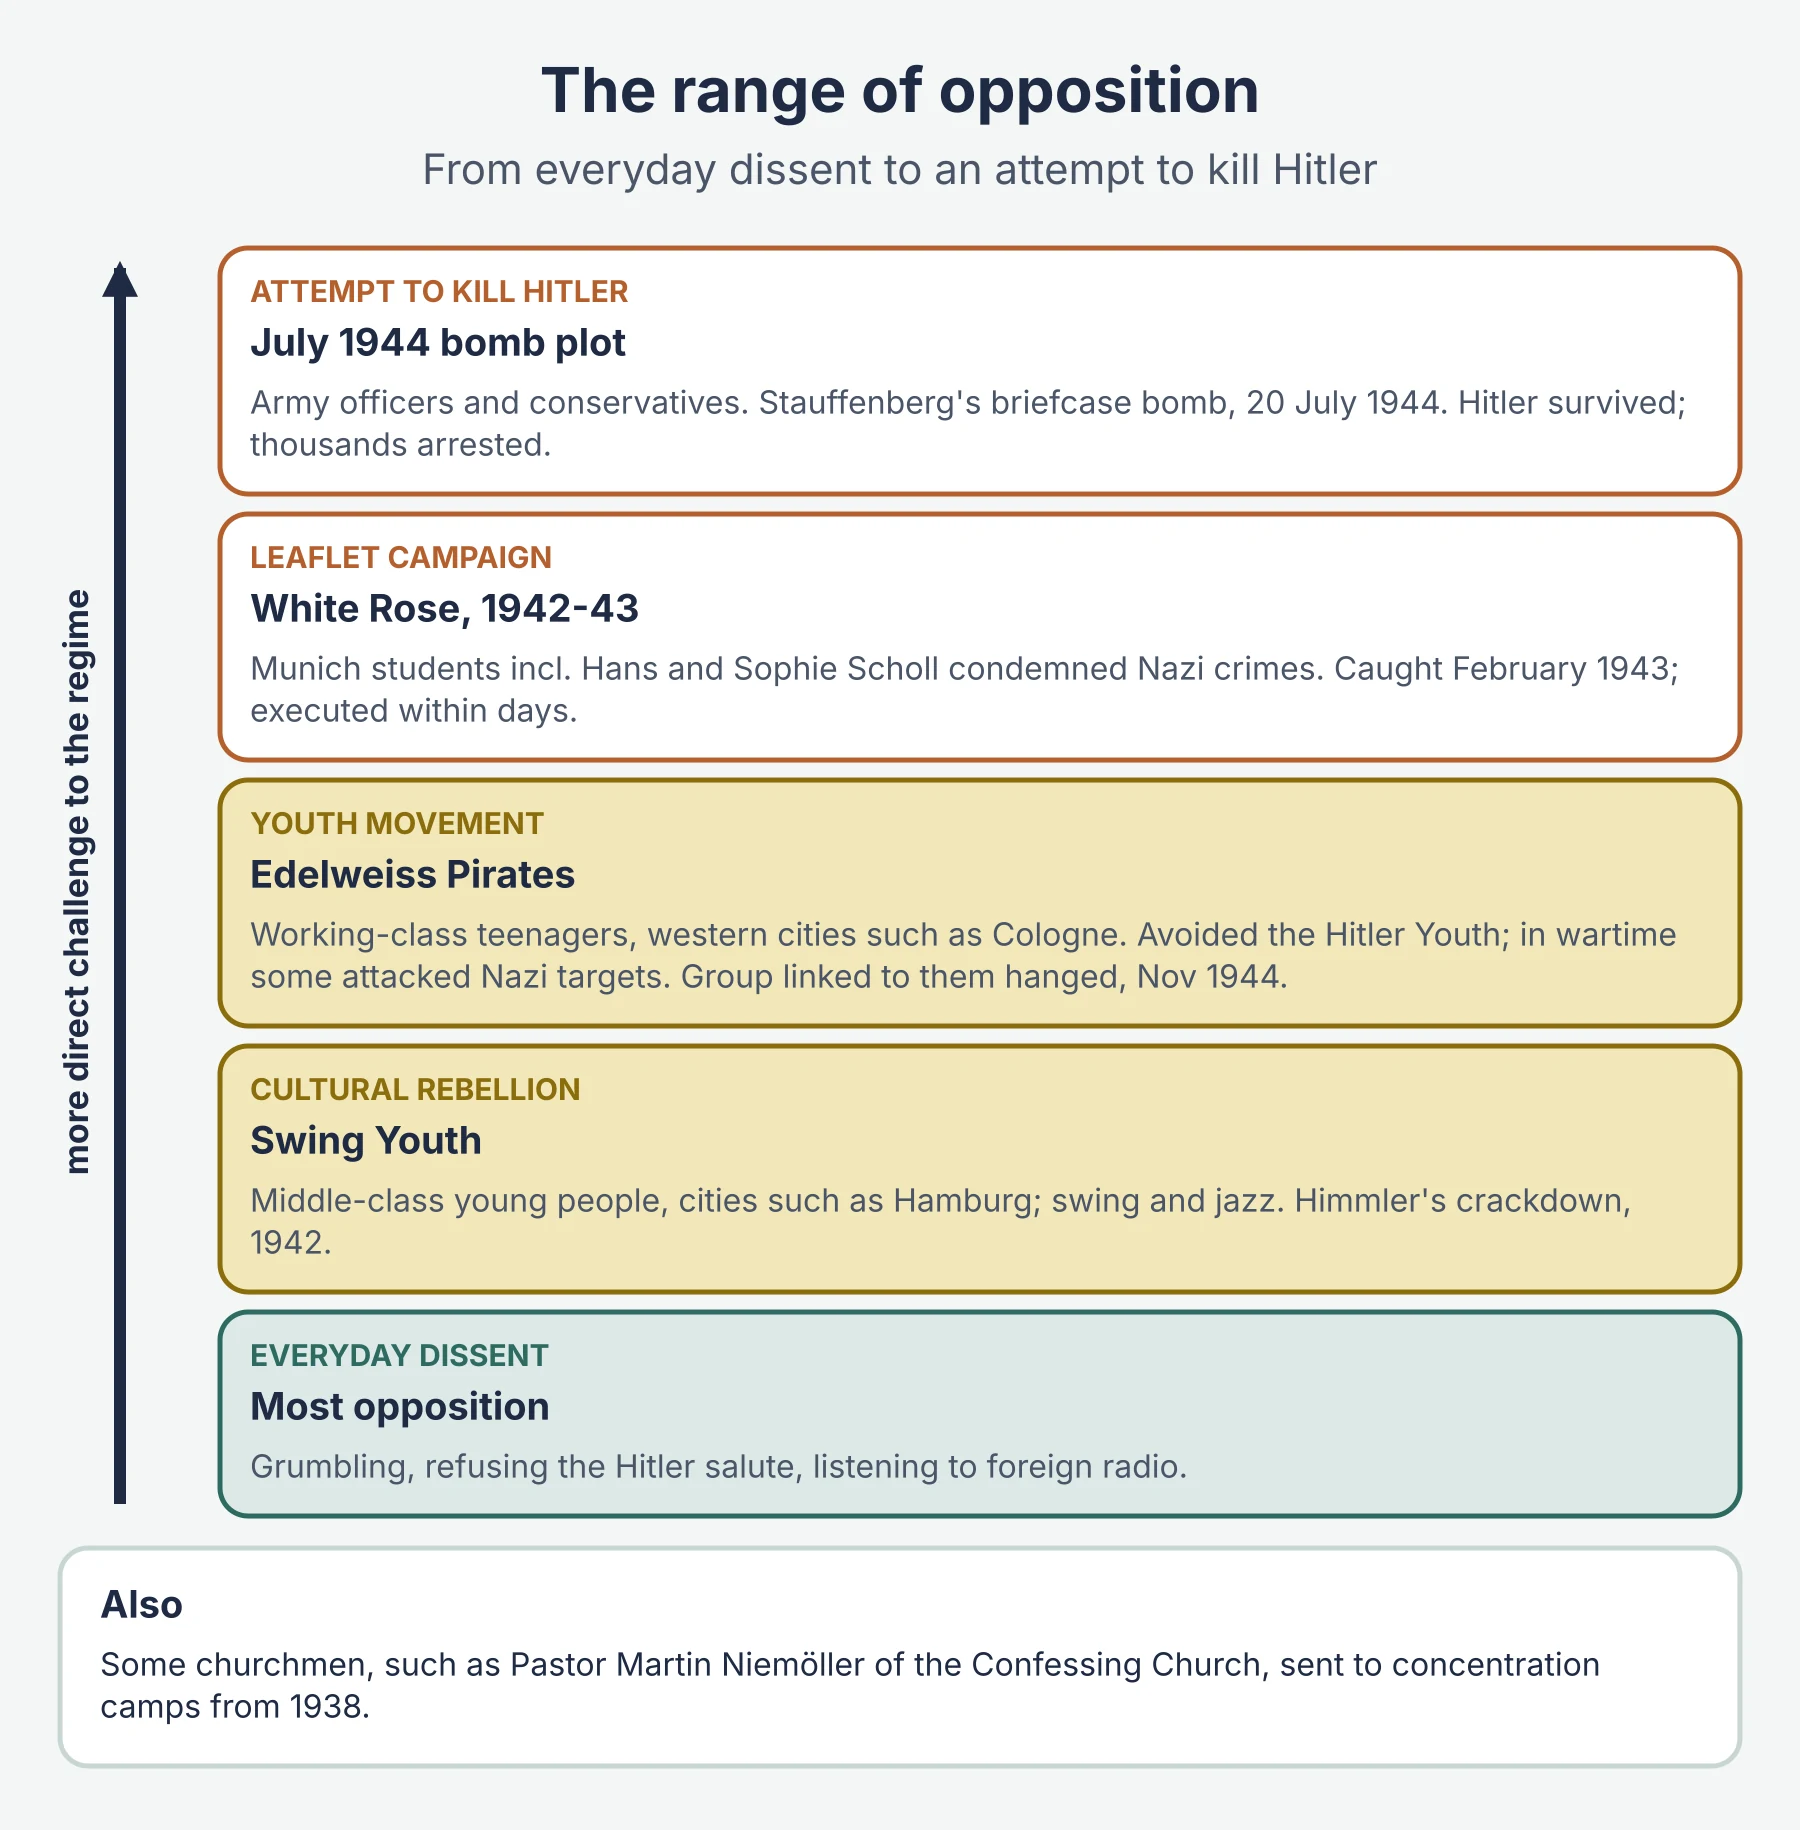 The range of opposition
From everyday dissent to an attempt to kill Hitler
more direct challenge to the regime
ATTEMPT TO KILL HITLER
July 1944 bomb plot
Army officers and conservatives. Stauffenberg's briefcase bomb, 20 July 1944. Hitler survived;
thousands arrested.
LEAFLET CAMPAIGN
White Rose, 1942-43
Munich students incl. Hans and Sophie Scholl condemned Nazi crimes. Caught February 1943;
executed within days.
YOUTH MOVEMENT
Edelweiss Pirates
Working-class teenagers, western cities such as Cologne. Avoided the Hitler Youth; in wartime
some attacked Nazi targets. Group linked to them hanged, Nov 1944.
CULTURAL REBELLION
Swing Youth
Middle-class young people, cities such as Hamburg; swing and jazz. Himmler's crackdown,
1942.
EVERYDAY DISSENT
Most opposition
Grumbling, refusing the Hitler salute, listening to foreign radio.
Also
Some churchmen, such as Pastor Martin Niemöller of the Confessing Church, sent to concentration
camps from 1938.